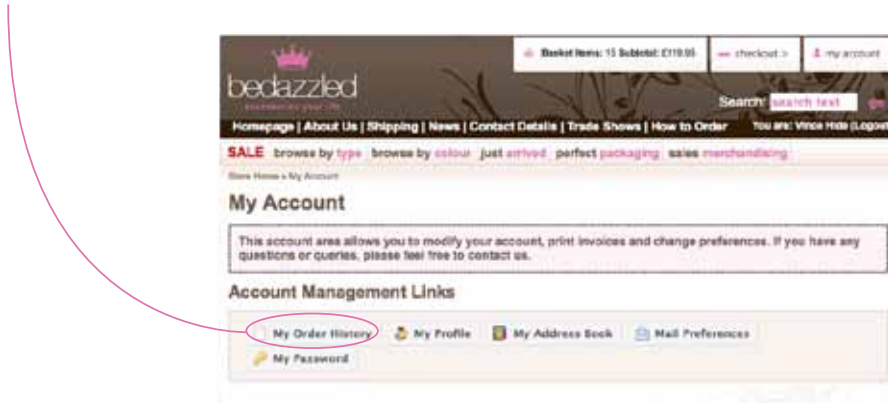 Basket Items: 15 Subtotal: £119.95 checkout > my account
bedazzled
Search: search text go
Homepage | About Us | Shipping | News | Contact Details | Trade Shows | How to Order You are: Vince Hide (Logout
SALE browse by type browse by colour just arrived perfect packaging sales merchandising
Store Home » My Account
My Account
This account area allows you to modify your account, print invoices and change preferences. If you have any
questions or queries, please feel free to contact us.
Account Management Links
My Order History My Profile My Address Book Mail Preferences
My Password